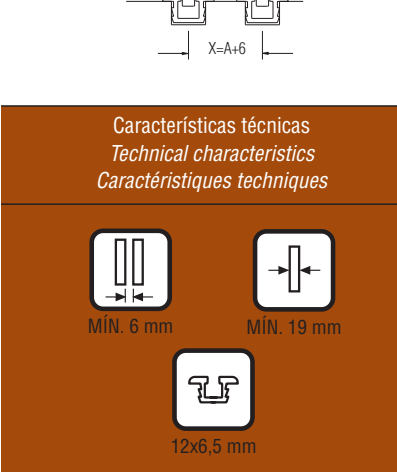 X=A+6
Características técnicas
Technical characteristics
Caractéristiques techniques
MÍN. 6 mm
MÍN. 19 mm
12x6,5 mm